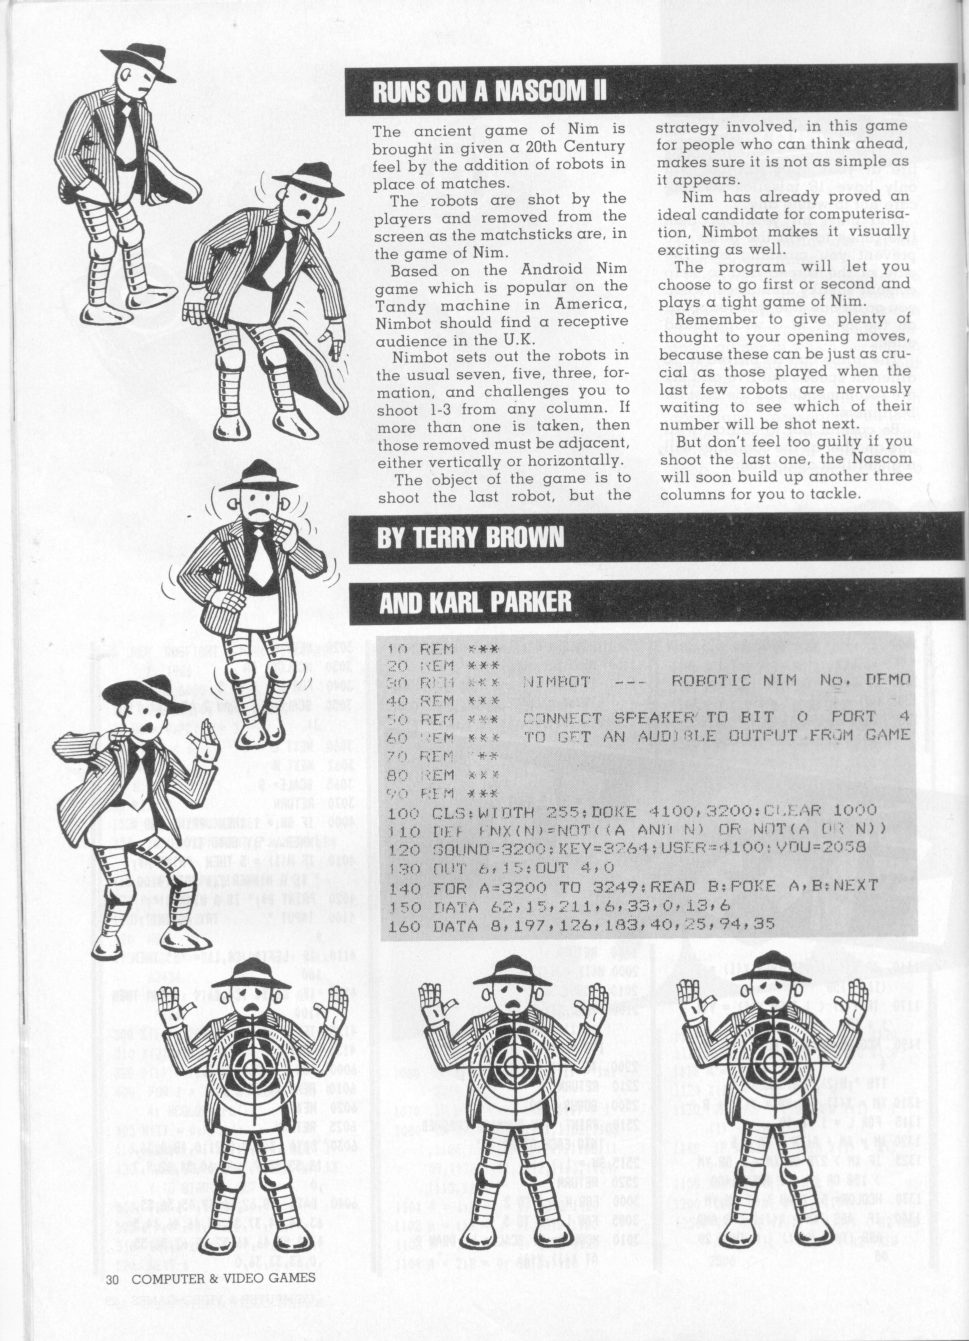 RUNS ON A NASCOM II
The ancient game of Nim is
brought in given a 20th Century
feel by the addition of robots in
place of matches.
The robots are shot by the
players and removed from the
screen as the matchsticks are, in
the game of Nim.
Based on the Android Nim
game which is popular on the
Tandy machine in America,
Nimbot should find a receptive
audience in the U.K.
Nimbot sets out the robots in
the usual seven, five, three, for-
mation, and challenges you to
shoot 1-3 from any column. If
more than one is taken, then
those removed must be adjacent,
either vertically or horizontally.
The object of the game is to
shoot the last robot, but the
strategy involved, in this game
for people who can think ahead,
makes sure it is not as simple as
it appears.
Nim has already proved an
ideal candidate for computerisa-
tion, Nimbot makes it visually
exciting as well.
The program will let you
choose to go first or second and
plays a tight game of Nim.
Remember to give plenty of
thought to your opening moves,
because these can be just as cru-
cial as those played when the
last few robots are nervously
waiting to see which of their
number will be shot next.
But don't feel too guilty if you
shoot the last one, the Nascom
will soon build up another three
columns for you to tackle.
BY TERRY BROWN
AND KARL PARKER
10 REM ***
20 REM ***
30 REM *** NIMBOT --- ROBOTIC NIM No. DEMO
40 REM ***
50 REM *** CONNECT SPEAKER TO BIT 0 PORT 4
60 REM *** TO GET AN AUDIBLE OUTPUT FROM GAME
70 REM ***
80 REM ***
90 REM ***
100 CLS:WIDTH 255:DOKE 4100,3200:CLEAR 1000
110 DEF FNX(N)=NOT((A AND N) OR NOT(A OR N))
120 SOUND=3200:KEY=3264:USER=4100:VDU=2058
130 OUT 6,15:OUT 4,0
140 FOR A=3200 TO 3249:READ B:POKE A,B:NEXT
150 DATA 62,15,211,6,33,0,13,6
160 DATA 8,197,126,183,40,25,94,35
30 COMPUTER & VIDEO GAMES